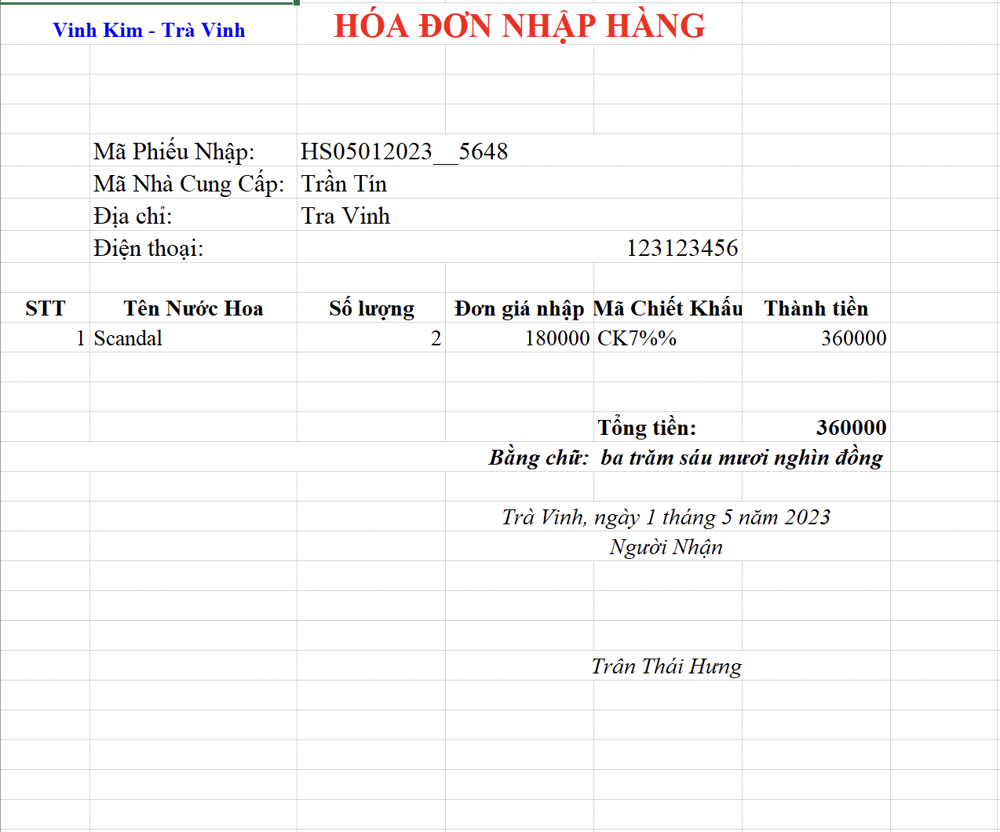 Vinh Kim - Trà Vinh
HÓA ĐƠN NHẬP HÀNG
Mã Phiếu Nhập: HS05012023__5648
Mã Nhà Cung Cấp: Trần Tín
Địa chỉ: Tra Vinh
Điện thoại: 123123456
STT Tên Nước Hoa Số lượng Đơn giá nhập Mã Chiết Khấu Thành tiền
1 Scandal 2 180000 CK7%% 360000
Tổng tiền: 360000
Bằng chữ: ba trăm sáu mươi nghìn đồng
Trà Vinh, ngày 1 tháng 5 năm 2023
Người Nhận
Trân Thái Hưng